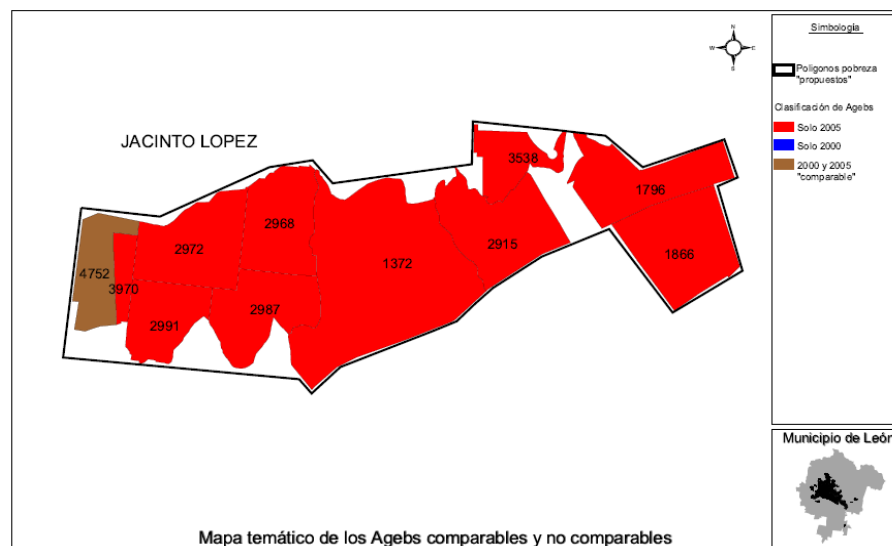 Simbología
N
W
S
Polígonos pobreza
"propuestos"
Clasificación de Agebs
Solo 2005
Solo 2000
2000 y 2005
"comparable"
JACINTO LOPEZ
3538
1796
2968
2972
2915
1372
1866
4752
3970
2987
2991
Municipio de León
Mapa temático de los Agebs comparables y no comparables